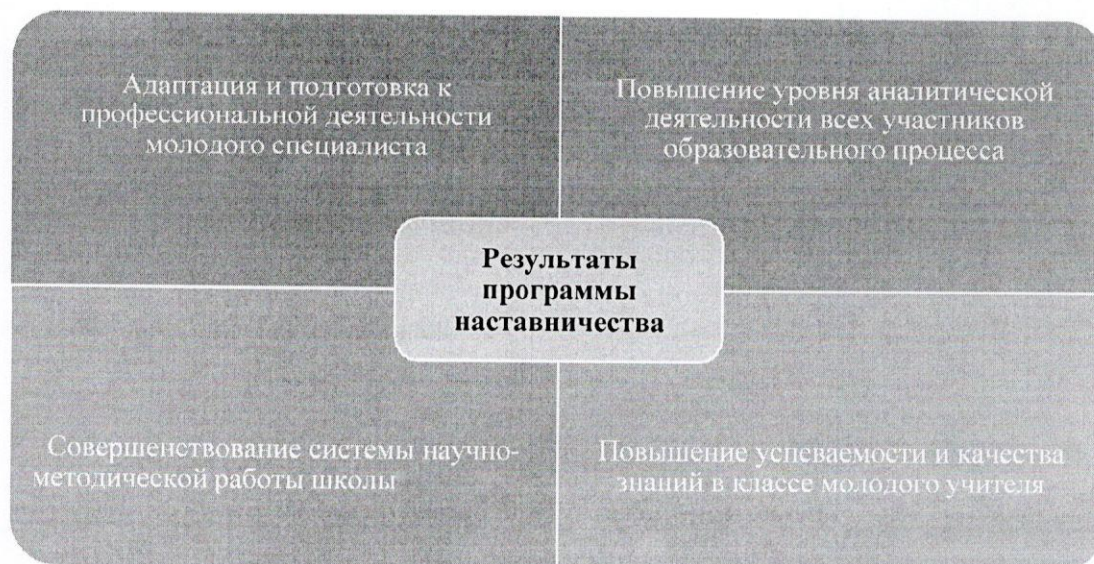 Адаптация и подготовка к
профессиональной деятельности
молодого специалиста
Повышение уровня аналитической
деятельности всех участников
образовательного процесса
Результаты
программы
наставничества
Совершенствование системы научно-
методической работы школы
Повышение успеваемости и качества
знаний в классе молодого учителя